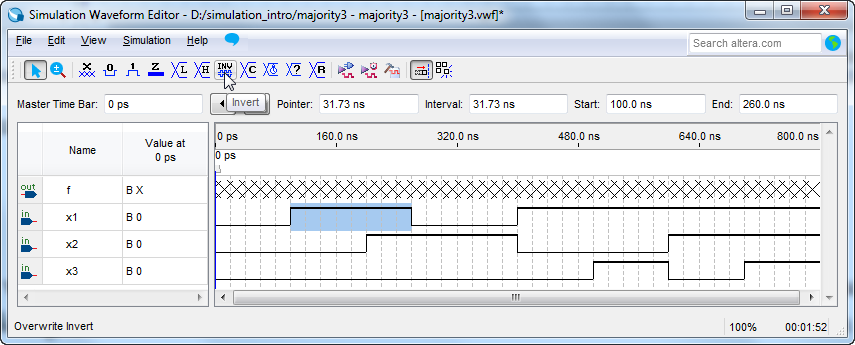 Simulation Waveform Editor - D:/simulation_intro/majority3 - majority3 - [majority3.vwf]*
File Edit View Simulation Help
Search altera.com
X 0 1 Z L H INV C ? R
Master Time Bar: 0 ps Invert Pointer: 31.73 ns Interval: 31.73 ns Start: 100.0 ns End: 260.0 ns
Name Value at 0 ps
0 ps 160.0 ns 320.0 ns 480.0 ns 640.0 ns 800.0 ns
0 ps
out f B X
in x1 B 0
in x2 B 0
in x3 B 0
Overwrite Invert 100% 00:01:52